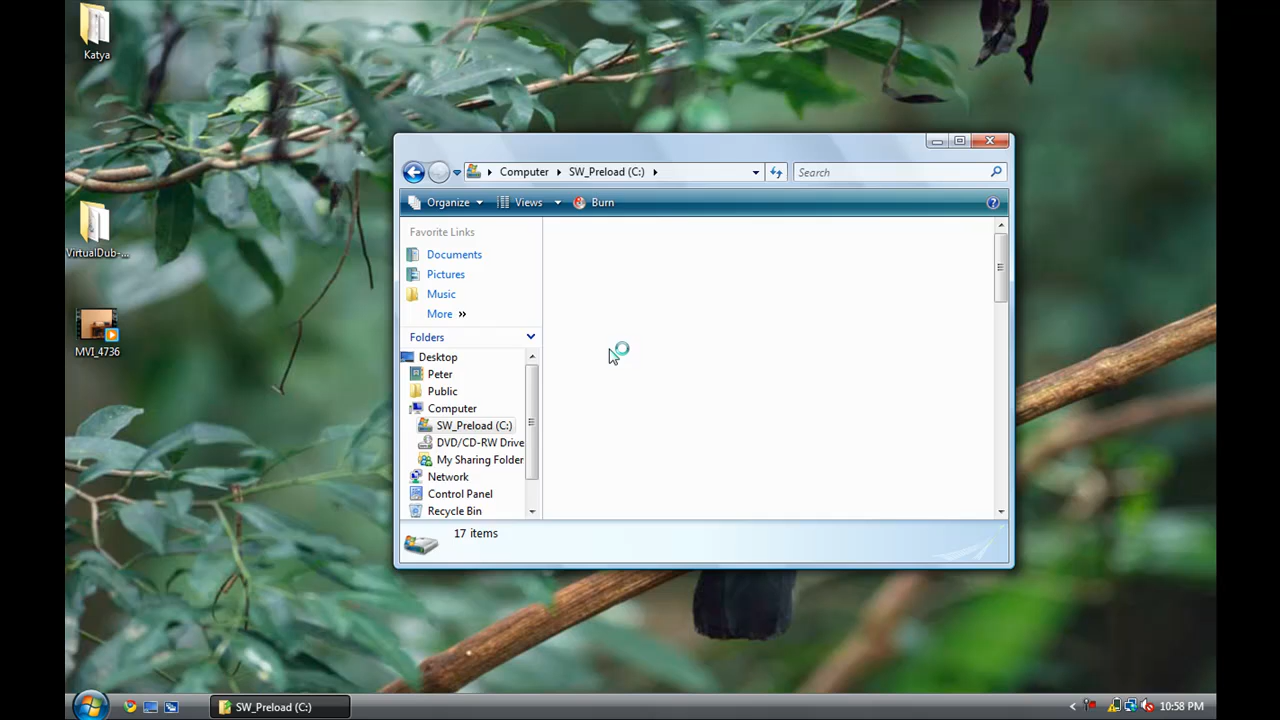 Katya
VirtualDub-...
MVI_4736
Computer SW_Preload (C:)
Search
Organize Views Burn
Favorite Links
Documents
Pictures
Music
More »
Folders
Desktop
Peter
Public
Computer
SW_Preload (C:)
DVD/CD-RW Drive
My Sharing Folder
Network
Control Panel
Recycle Bin
17 items
SW_Preload (C:)
10:58 PM